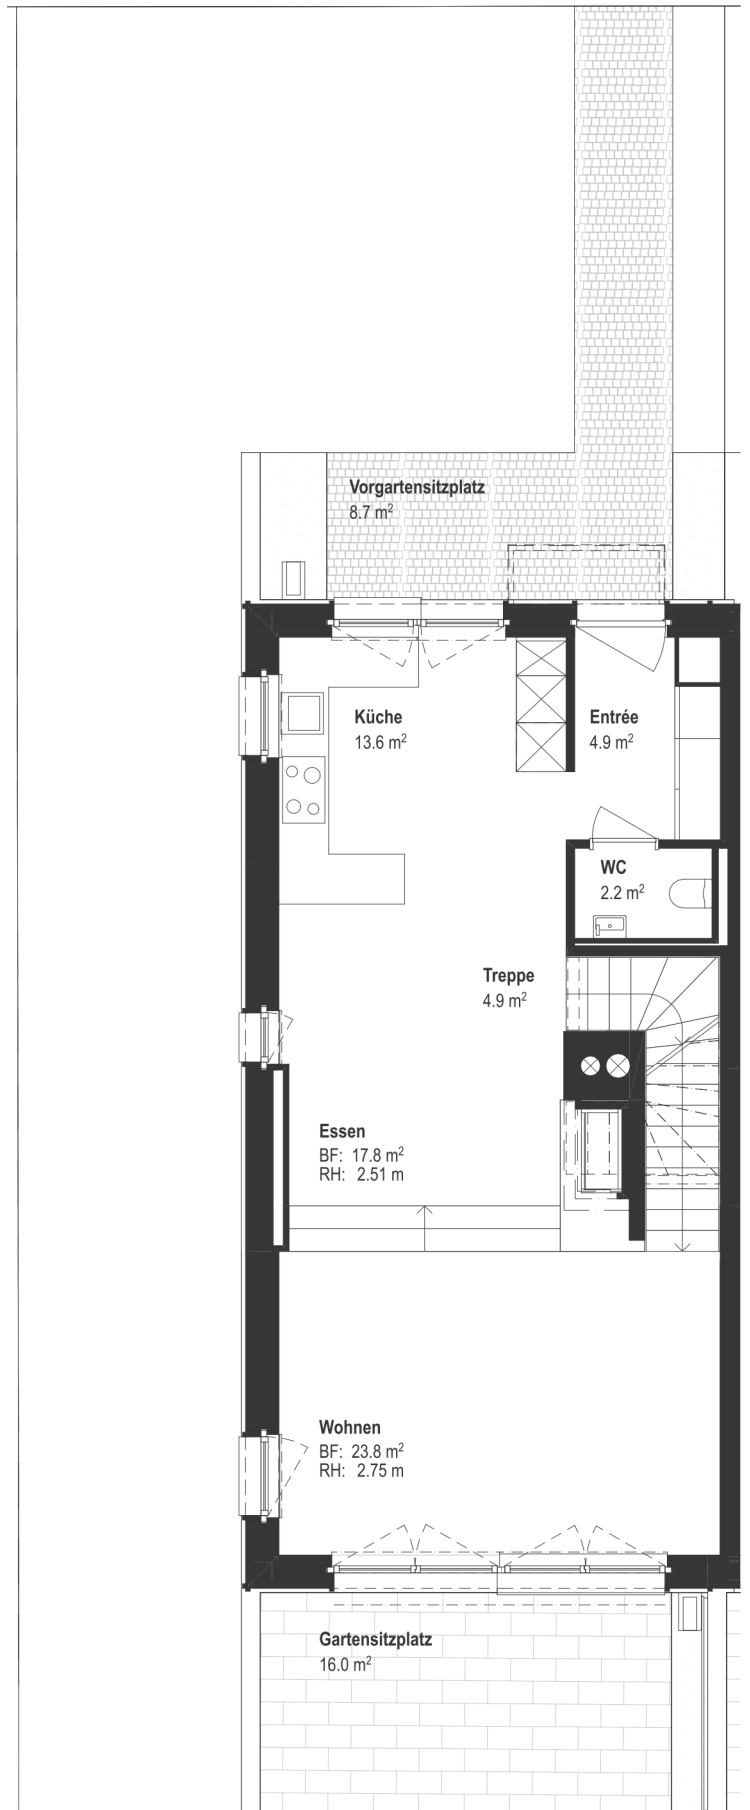 Vorgartensitzplatz
8.7 m²
Küche
13.6 m²
Entrée
4.9 m²
WC
2.2 m²
Treppe
4.9 m²
Essen
BF: 17.8 m²
RH: 2.51 m
Wohnen
BF: 23.8 m²
RH: 2.75 m
Gartensitzplatz
16.0 m²